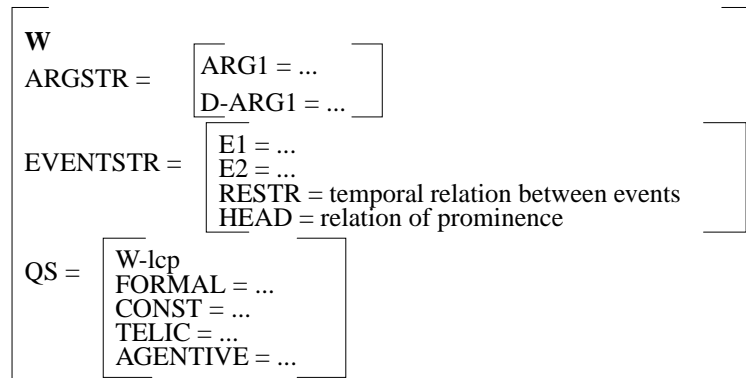 W
ARGSTR =
ARG1 = ...
D-ARG1 = ...
EVENTSTR =
E1 = ...
E2 = ...
RESTR = temporal relation between events
HEAD = relation of prominence
QS =
W-lcp
FORMAL = ...
CONST = ...
TELIC = ...
AGENTIVE = ...